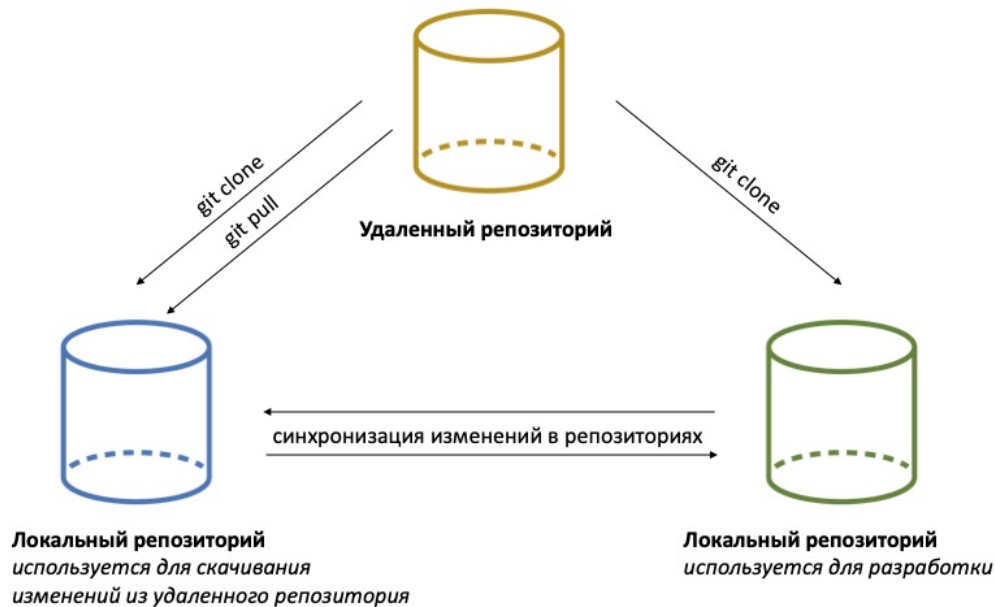 git clone
git pull
git clone
Удаленный репозиторий
синхронизация изменений в репозиториях
Локальный репозиторий
используется для скачивания
изменений из удаленного репозитория
Локальный репозиторий
используется для разработки